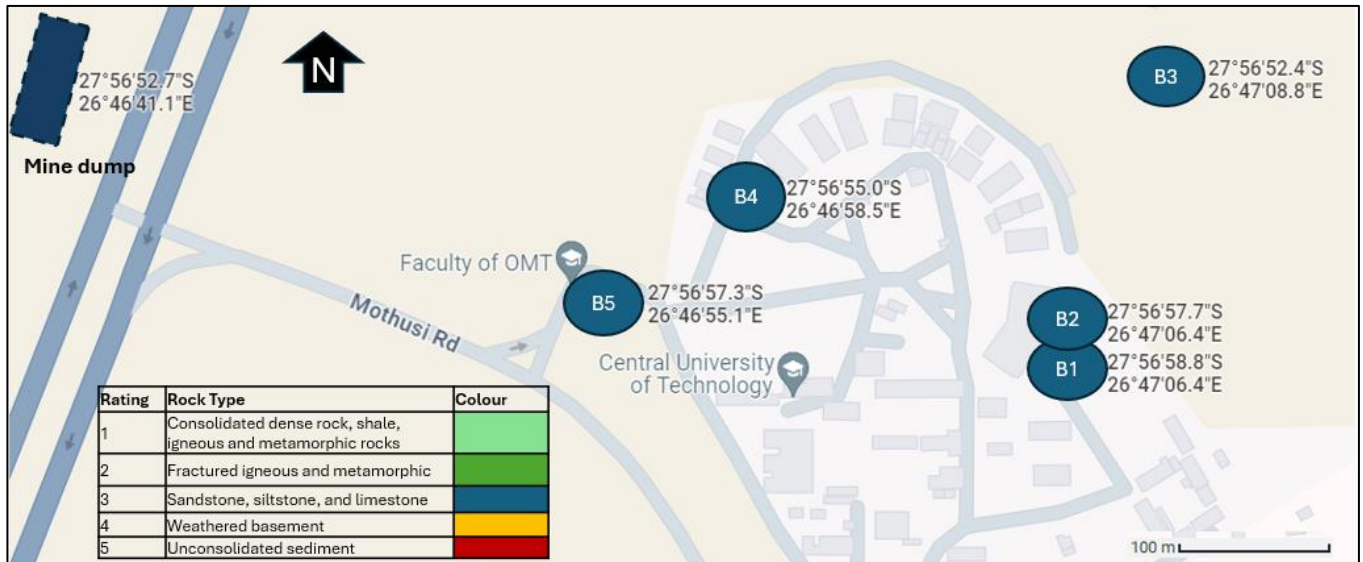 N
27°56'52.7"S
26°46'41.1"E
Mine dump
B3
27°56'52.4"S
26°47'08.8"E
B4
27°56'55.0"S
26°46'58.5"E
Faculty of OMT
B5
27°56'57.3"S
26°46'55.1"E
Mothusi Rd
B2
27°56'57.7"S
26°47'06.4"E
B1
27°56'58.8"S
26°47'06.4"E
Central University
of Technology
Rating Rock Type Colour
1 Consolidated dense rock, shale,
igneous and metamorphic rocks
2 Fractured igneous and metamorphic
3 Sandstone, siltstone, and limestone
4 Weathered basement
5 Unconsolidated sediment
100 m